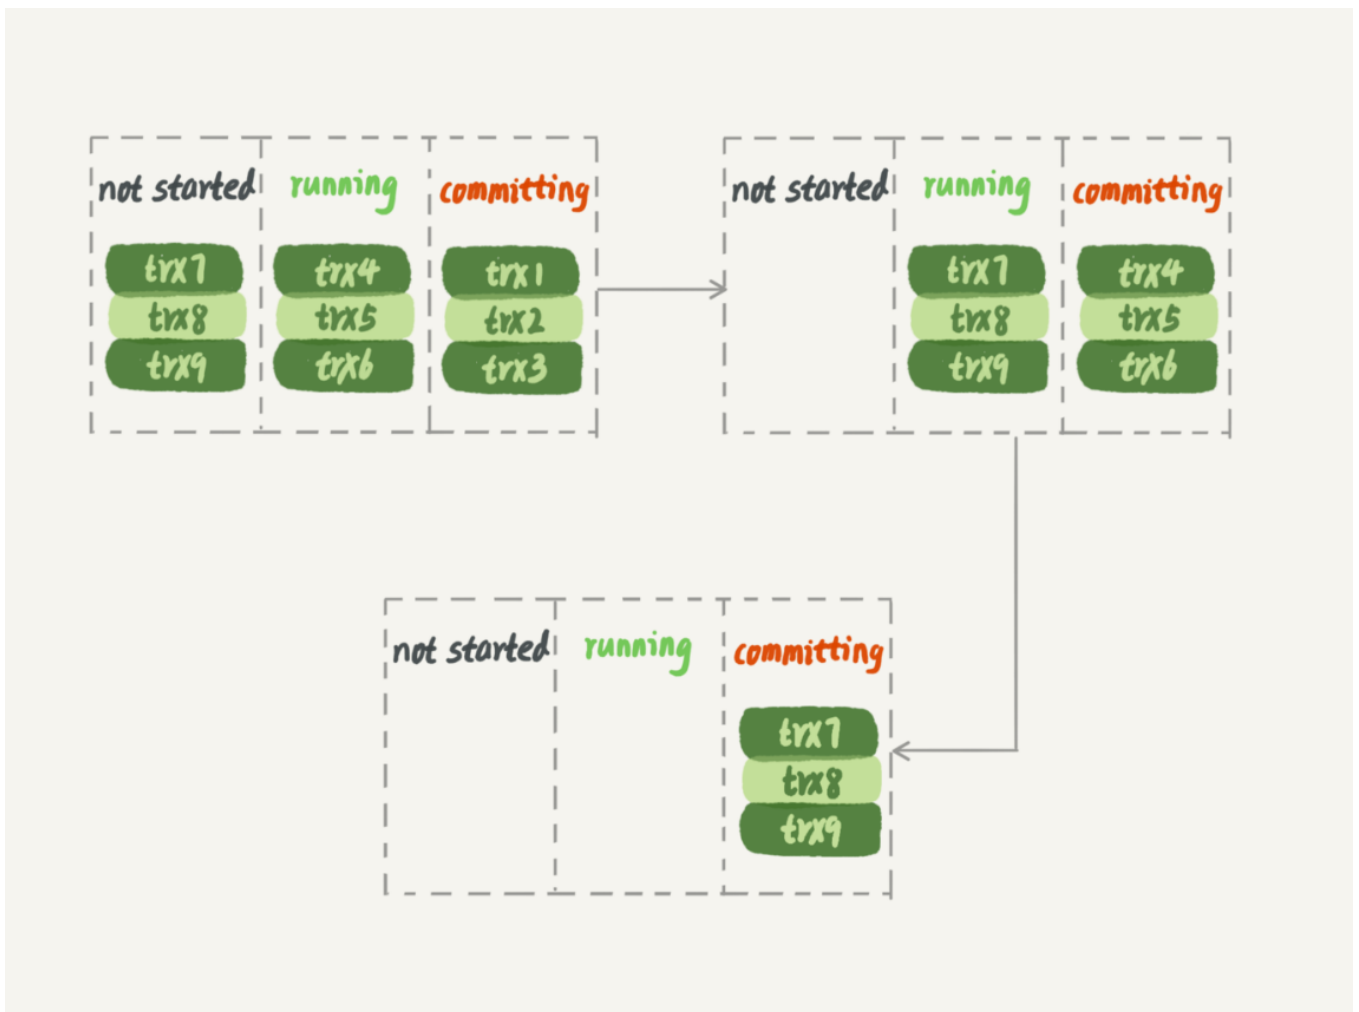 not started running committing
trx7 trx4 trx1
trx8 trx5 trx2
trx9 trx6 trx3
not started running committing
trx7 trx4
trx8 trx5
trx9 trx6
not started running committing
trx7
trx8
trx9